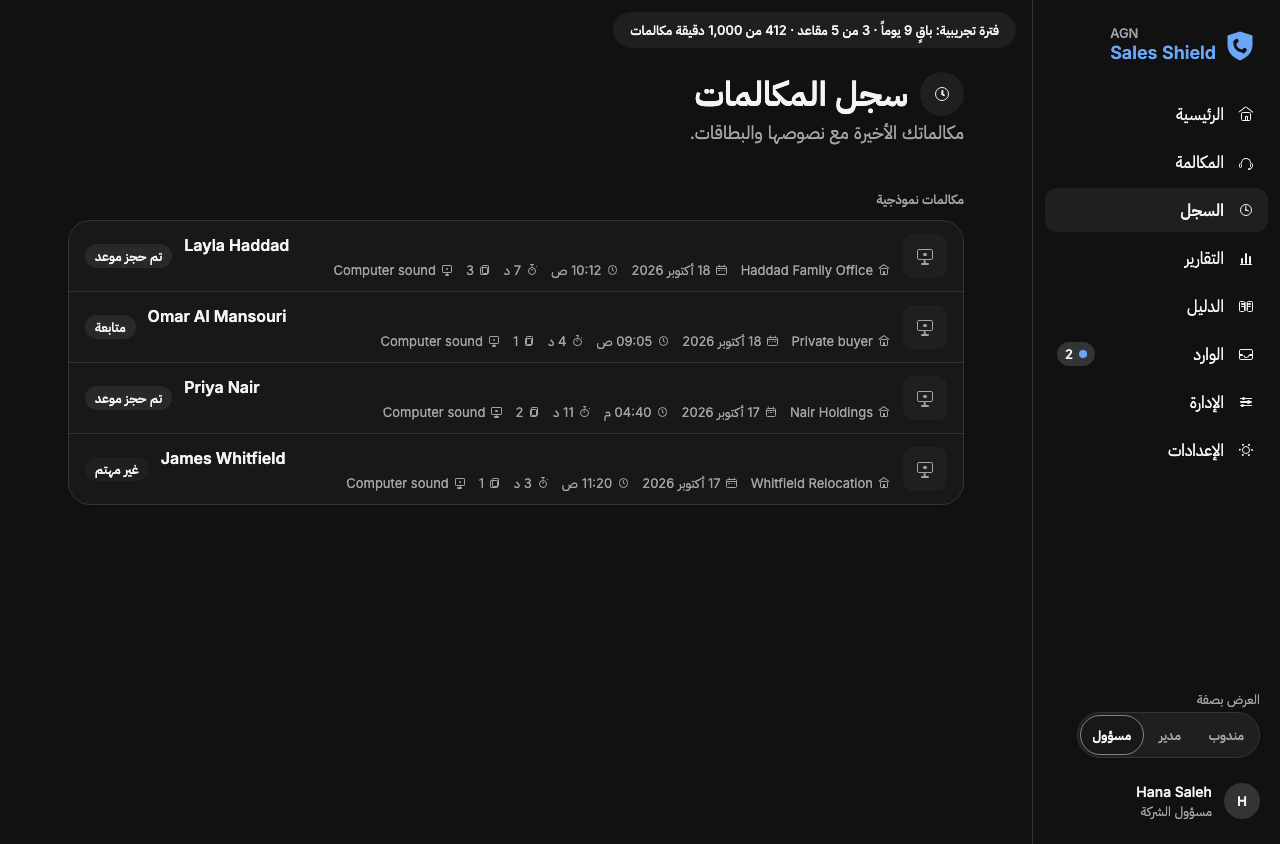 فترة تجريبية: باقٍ 9 يوماً · 3 من 5 مقاعد · 412 من 1,000 دقيقة مكالمات
AGN
Sales Shield
الرئيسية
المكالمة
السجل
التقارير
الدليل
الوارد 2
الإدارة
الإعدادات
العرض بصفة
مندوب مدير مسؤول
H Hana Saleh
مسؤول الشركة
سجل المكالمات
مكالماتك الأخيرة مع نصوصها والبطاقات.
مكالمات نموذجية
Layla Haddad
تم حجز موعد
Haddad Family Office 18 أكتوبر 2026 10:12 ص 7 د 3 Computer sound
Omar Al Mansouri
متابعة
Private buyer 18 أكتوبر 2026 09:05 ص 4 د 1 Computer sound
Priya Nair
تم حجز موعد
Nair Holdings 17 أكتوبر 2026 04:40 م 11 د 2 Computer sound
James Whitfield
غير مهتم
Whitfield Relocation 17 أكتوبر 2026 11:20 ص 3 د 1 Computer sound